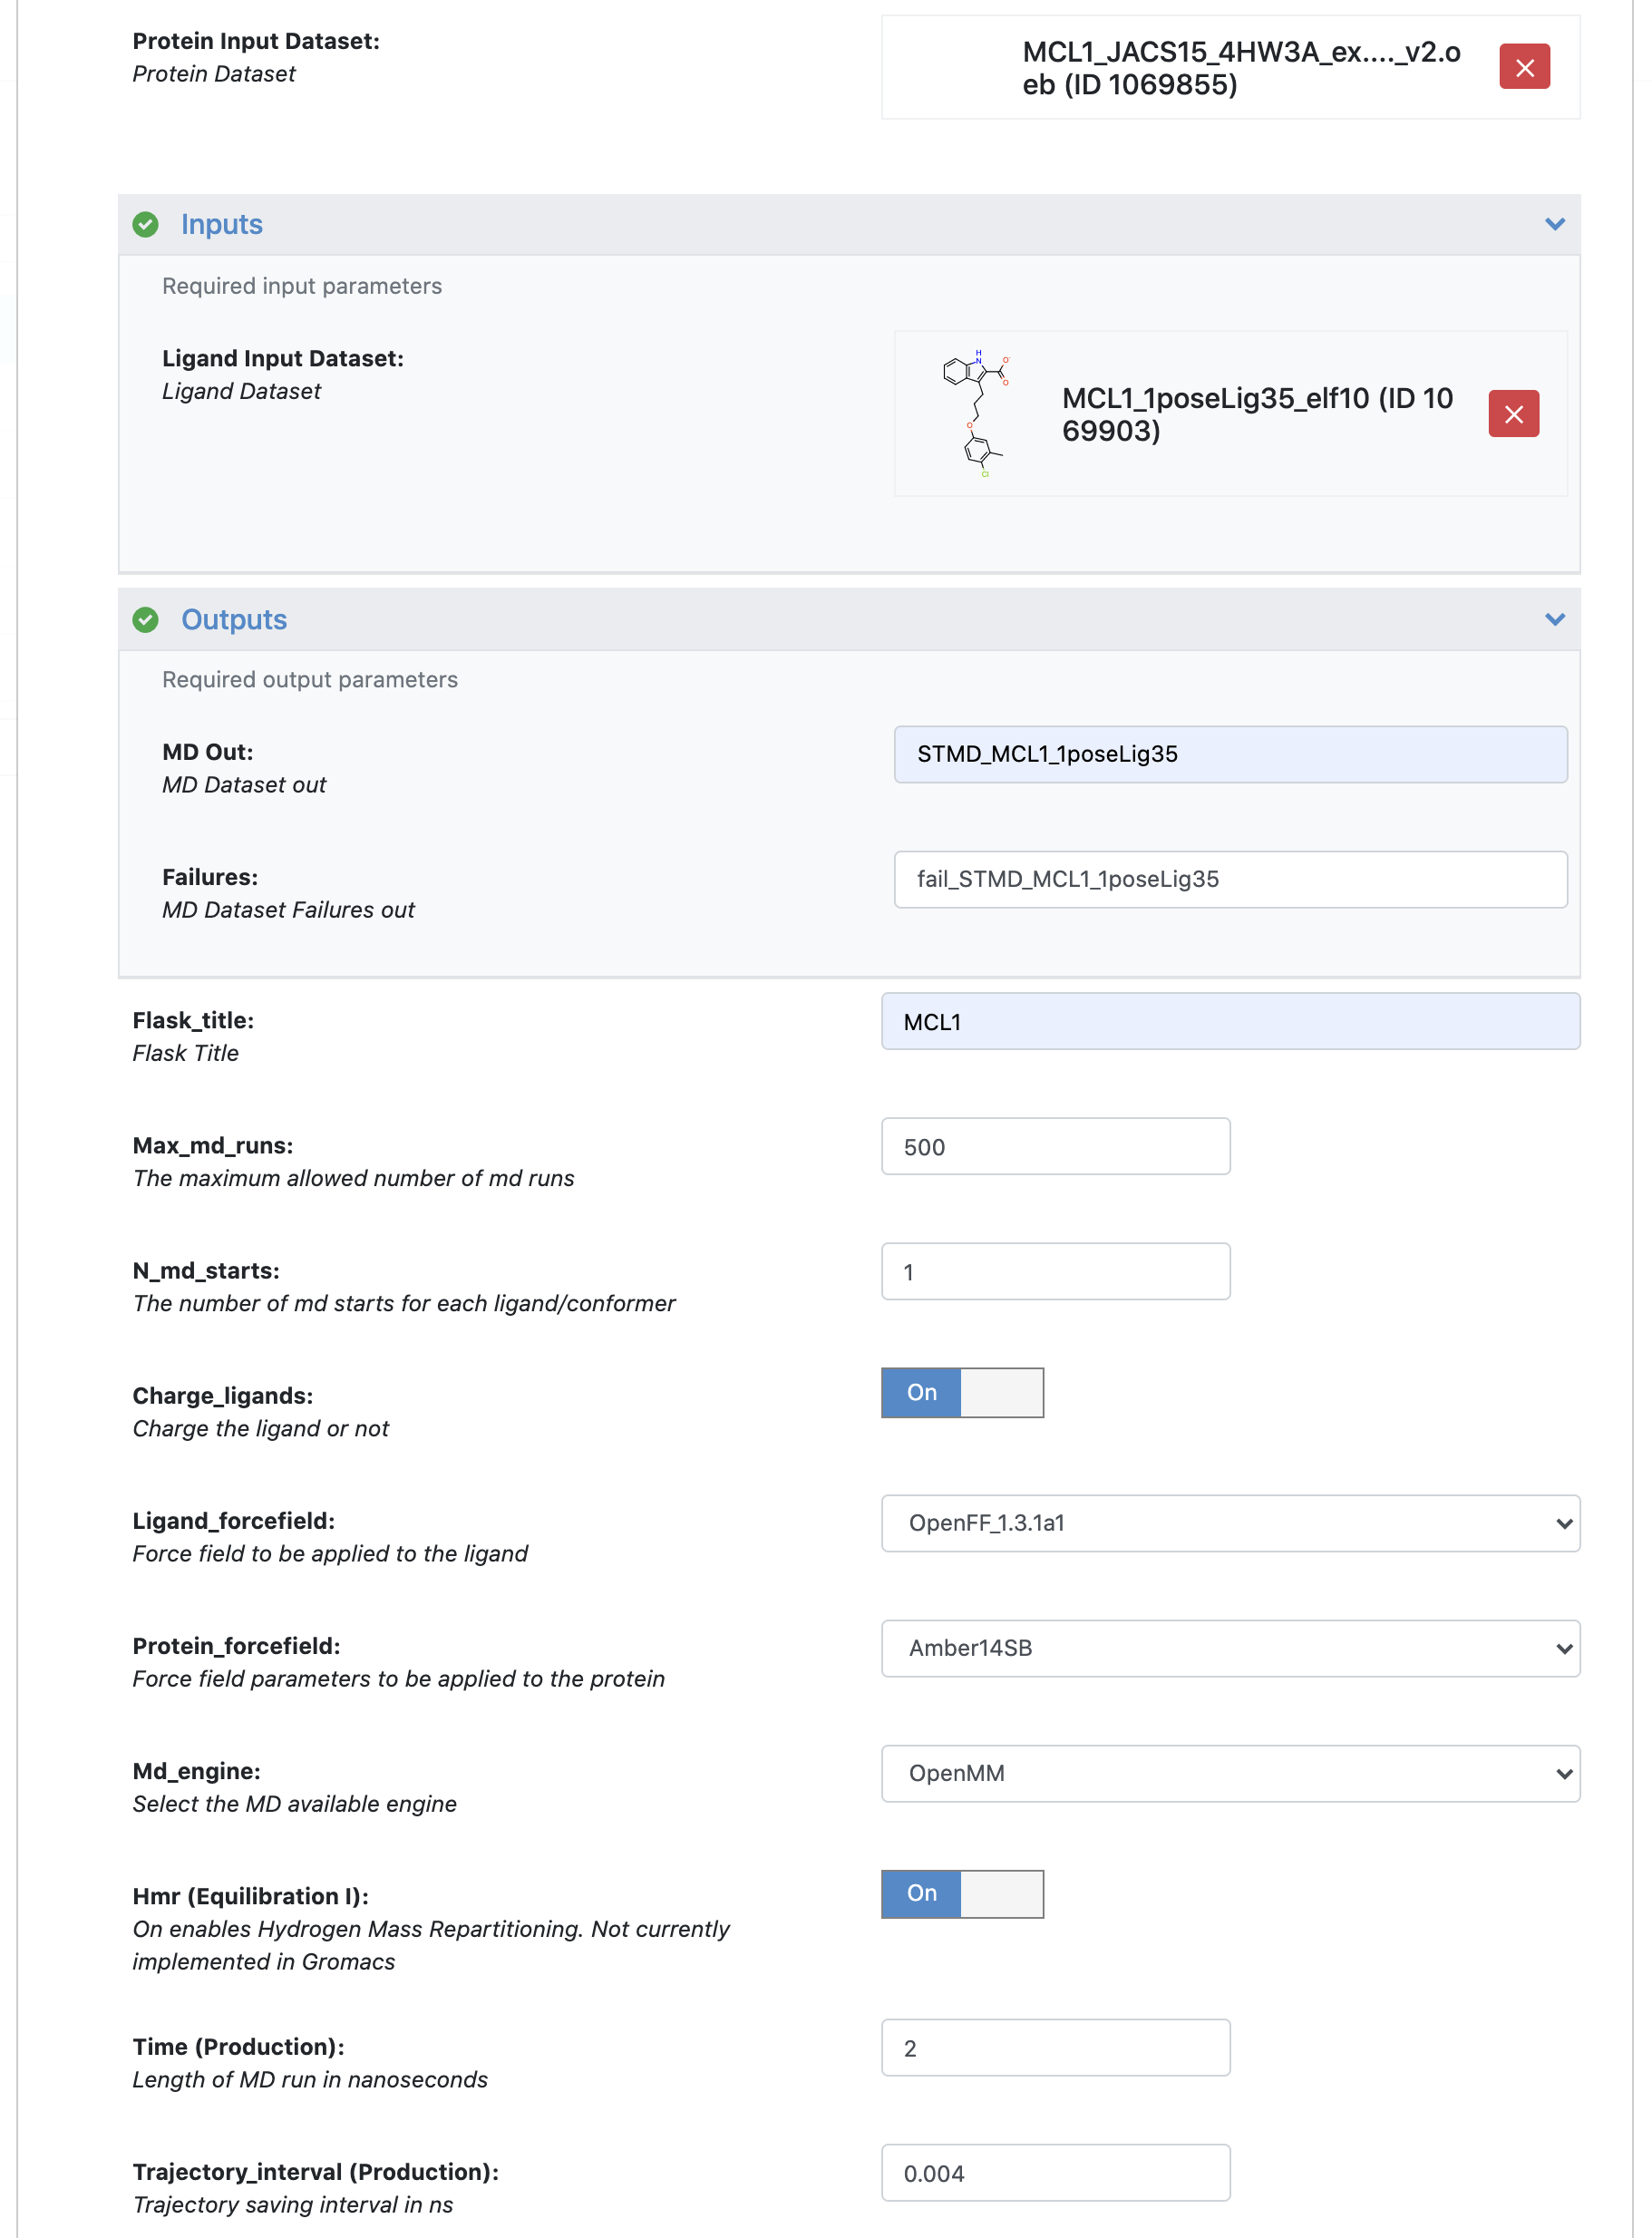 Protein Input Dataset:
Protein Dataset
MCL1_JACS15_4HW3A_ex...._v2.o
eb (ID 1069855)
Inputs
Required input parameters
Ligand Input Dataset:
Ligand Dataset
H
N
O-
O
O
Cl
MCL1_1poseLig35_elf10 (ID 10
69903)
Outputs
Required output parameters
MD Out:
MD Dataset out
STMD_MCL1_1poseLig35
Failures:
MD Dataset Failures out
fail_STMD_MCL1_1poseLig35
Flask_title:
Flask Title
MCL1
Max_md_runs:
The maximum allowed number of md runs
500
N_md_starts:
The number of md starts for each ligand/conformer
1
Charge_ligands:
Charge the ligand or not
On
Ligand_forcefield:
Force field to be applied to the ligand
OpenFF_1.3.1a1
Protein_forcefield:
Force field parameters to be applied to the protein
Amber14SB
Md_engine:
Select the MD available engine
OpenMM
Hmr (Equilibration I):
On enables Hydrogen Mass Repartitioning. Not currently
implemented in Gromacs
On
Time (Production):
Length of MD run in nanoseconds
2
Trajectory_interval (Production):
Trajectory saving interval in ns
0.004